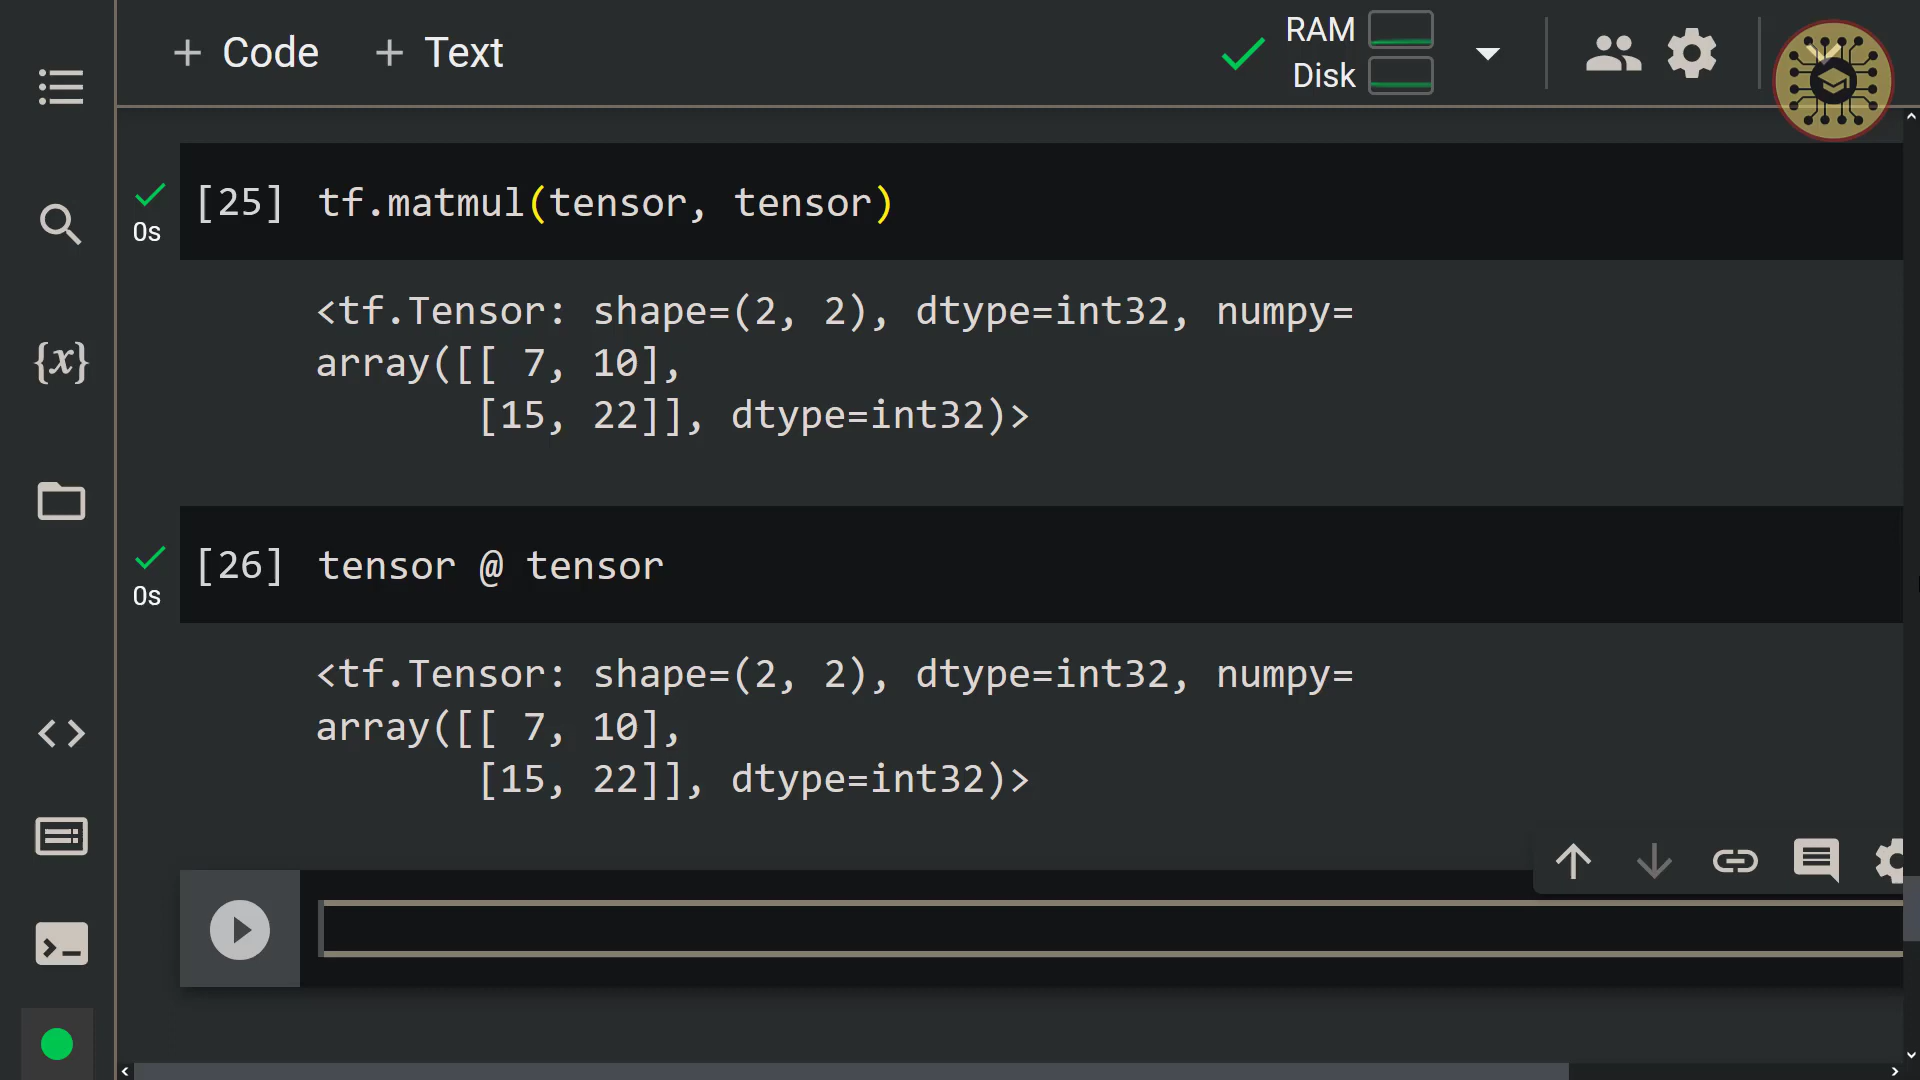 + Code + Text
RAM
Disk
0s
[25] tf.matmul(tensor, tensor)
<tf.Tensor: shape=(2, 2), dtype=int32, numpy=
array([[ 7, 10],
       [15, 22]], dtype=int32)>
0s
[26] tensor @ tensor
<tf.Tensor: shape=(2, 2), dtype=int32, numpy=
array([[ 7, 10],
       [15, 22]], dtype=int32)>
{x}